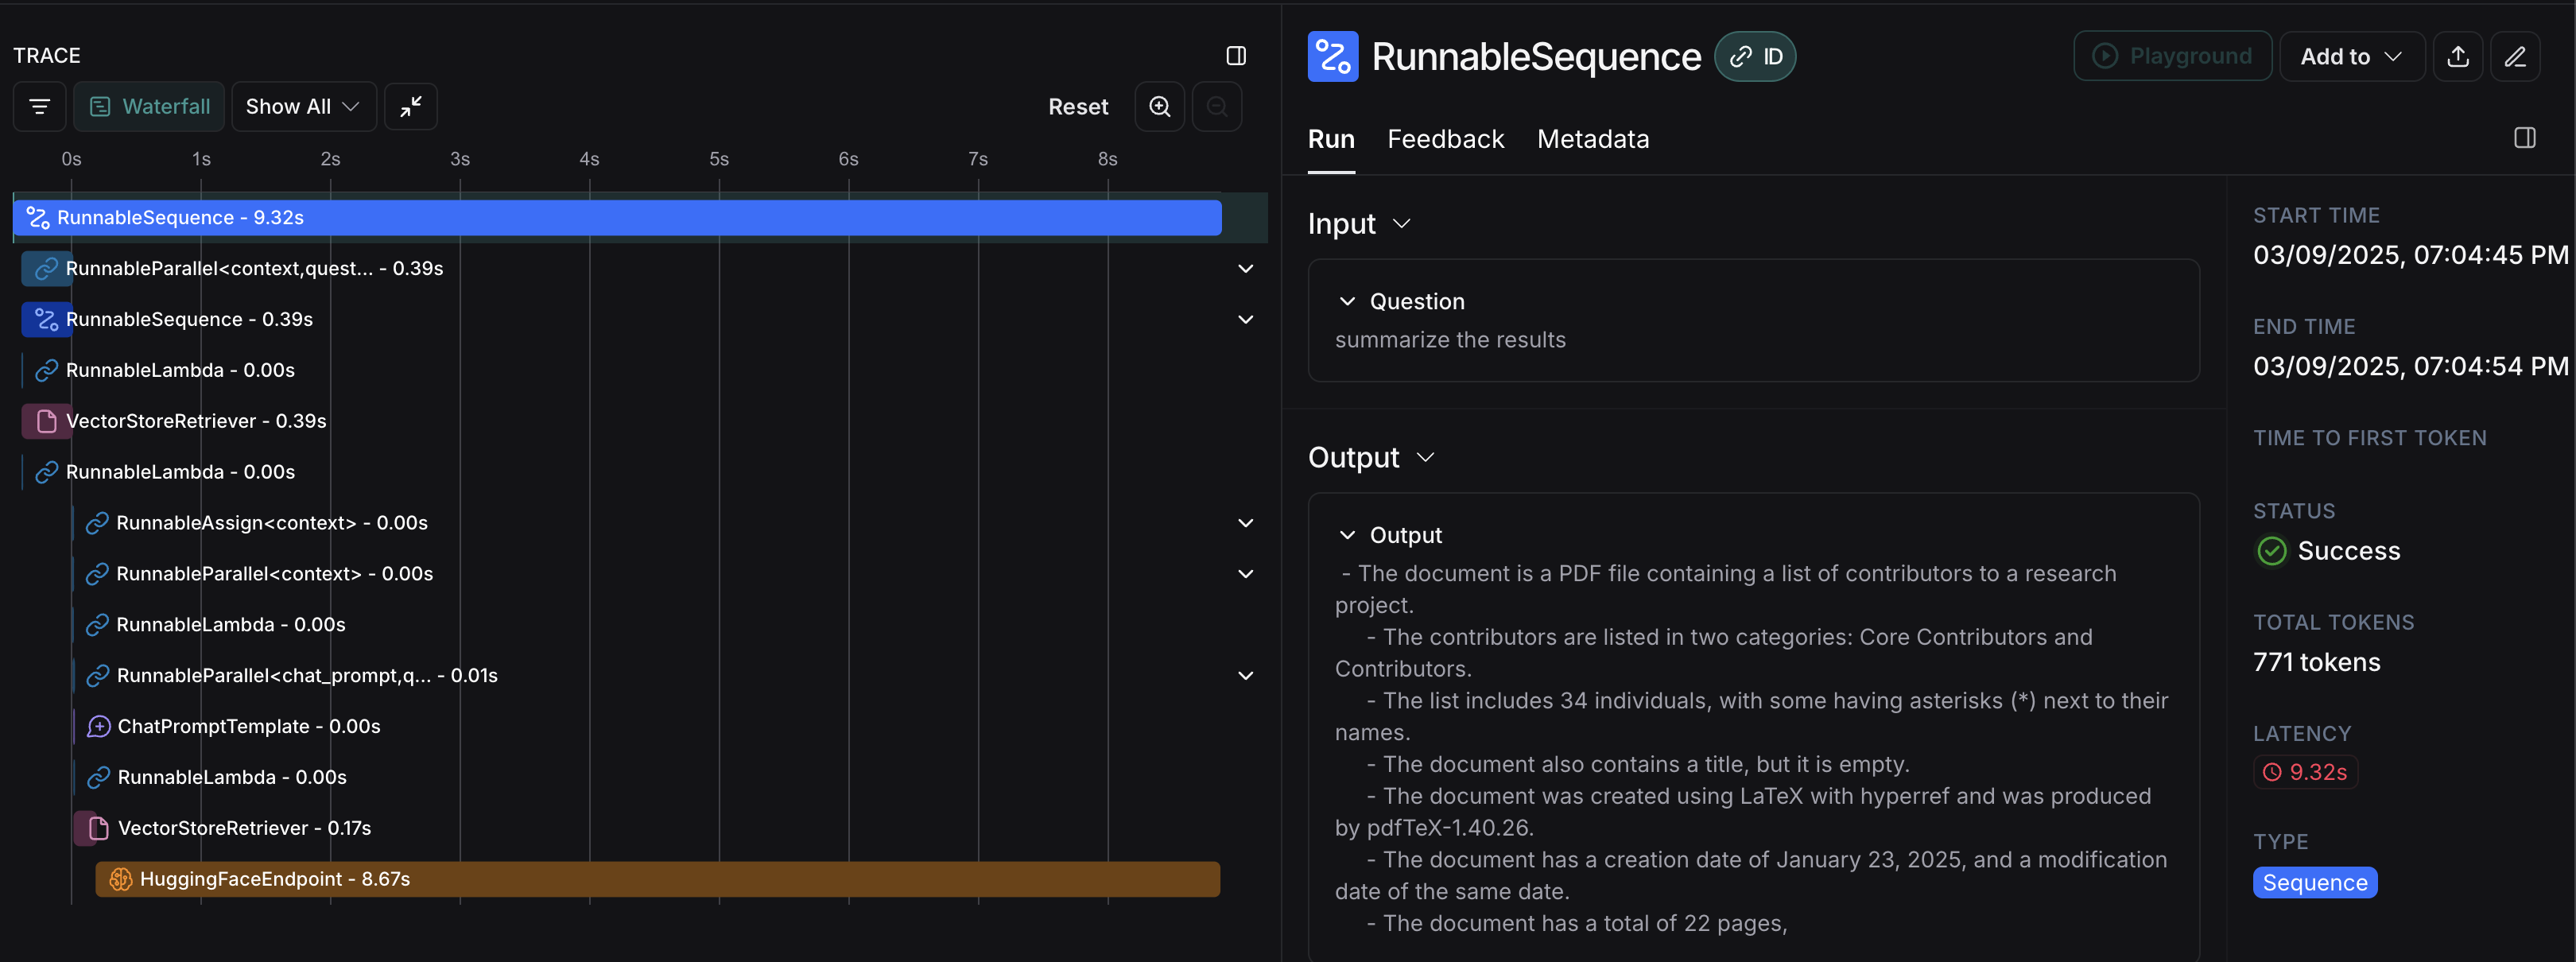 TRACE
Waterfall
Show All
Reset
0s 1s 2s 3s 4s 5s 6s 7s 8s
RunnableSequence - 9.32s
RunnableParallel<context,quest... - 0.39s
RunnableSequence - 0.39s
RunnableLambda - 0.00s
VectorStoreRetriever - 0.39s
RunnableLambda - 0.00s
RunnableAssign<context> - 0.00s
RunnableParallel<context> - 0.00s
RunnableLambda - 0.00s
RunnableParallel<chat_prompt,q... - 0.01s
ChatPromptTemplate - 0.00s
RunnableLambda - 0.00s
VectorStoreRetriever - 0.17s
HuggingFaceEndpoint - 8.67s
RunnableSequence
ID
Playground
Add to
Run Feedback Metadata
Input
Question
summarize the results
Output
Output
- The document is a PDF file containing a list of contributors to a research
project.
- The contributors are listed in two categories: Core Contributors and
Contributors.
- The list includes 34 individuals, with some having asterisks (*) next to their
names.
- The document also contains a title, but it is empty.
- The document was created using LaTeX with hyperref and was produced
by pdfTeX-1.40.26.
- The document has a creation date of January 23, 2025, and a modification
date of the same date.
- The document has a total of 22 pages,
START TIME
03/09/2025, 07:04:45 PM
END TIME
03/09/2025, 07:04:54 PM
TIME TO FIRST TOKEN
STATUS
Success
TOTAL TOKENS
771 tokens
LATENCY
9.32s
TYPE
Sequence